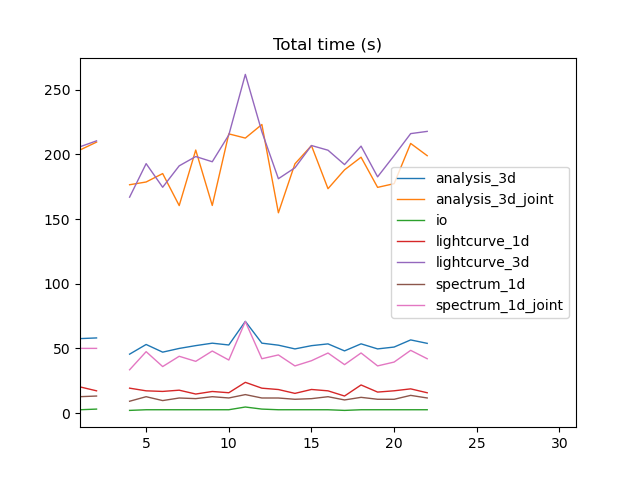 Total time (s)
250
200
150
100
50
0
analysis_3d
analysis_3d_joint
io
lightcurve_1d
lightcurve_3d
spectrum_1d
spectrum_1d_joint
5 10 15 20 25 30